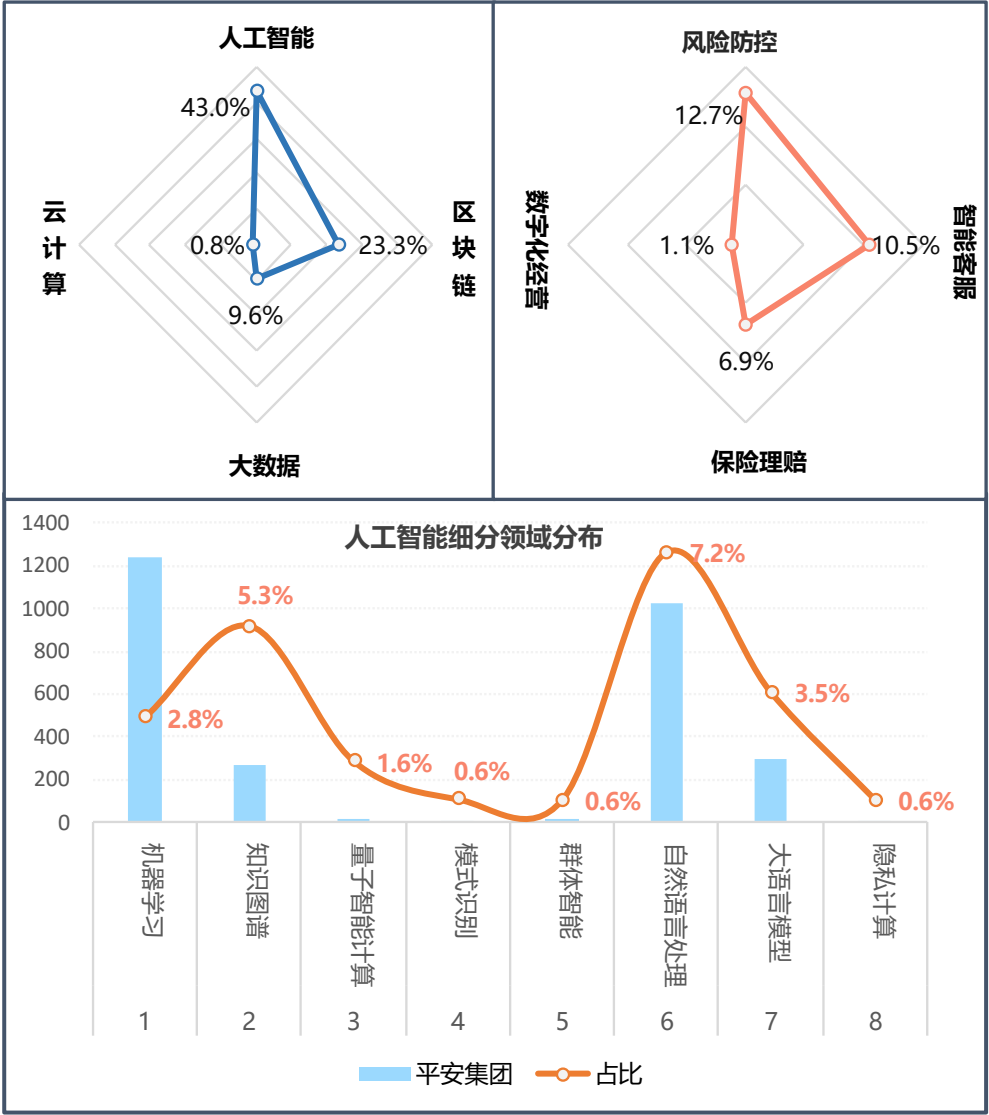 人工智能
43.0%
云计算
0.8%
23.3%
区块链
9.6%
大数据
风险防控
12.7%
数字化经营
1.1%
10.5%
智能客服
6.9%
保险理赔
人工智能细分领域分布
1400
1200
1000
800
600
400
200
0
2.8%
5.3%
1.6%
0.6%
0.6%
7.2%
3.5%
0.6%
机器学习
知识图谱
量子智能计算
模式识别
群体智能
自然语言处理
大语言模型
隐私计算
1 2 3 4 5 6 7 8
平安集团 占比